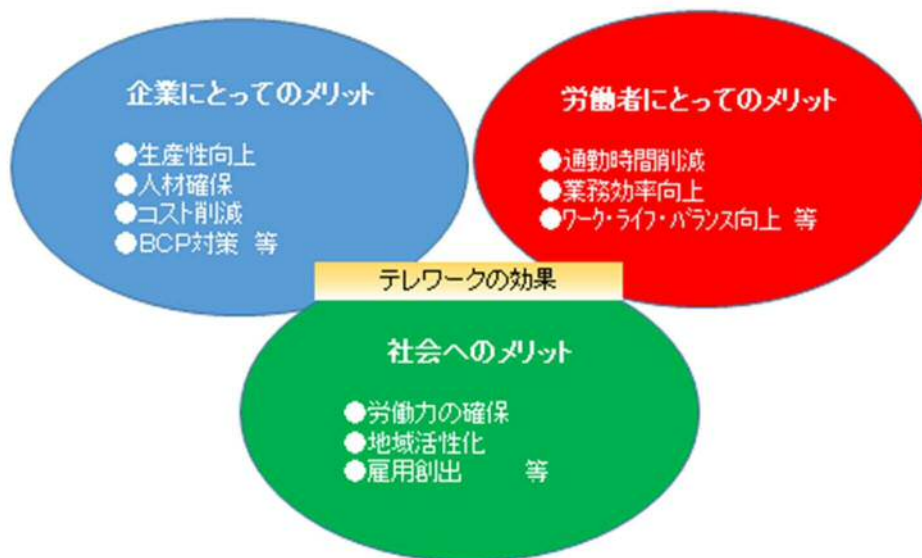 企業にとってのメリット
●生産性向上
●人材確保
●コスト削減
●BCP対策 等
労働者にとってのメリット
●通勤時間削減
●業務効率向上
●ワーク・ライフ・バランス向上 等
テレワークの効果
社会へのメリット
●労働力の確保
●地域活性化
●雇用創出 等